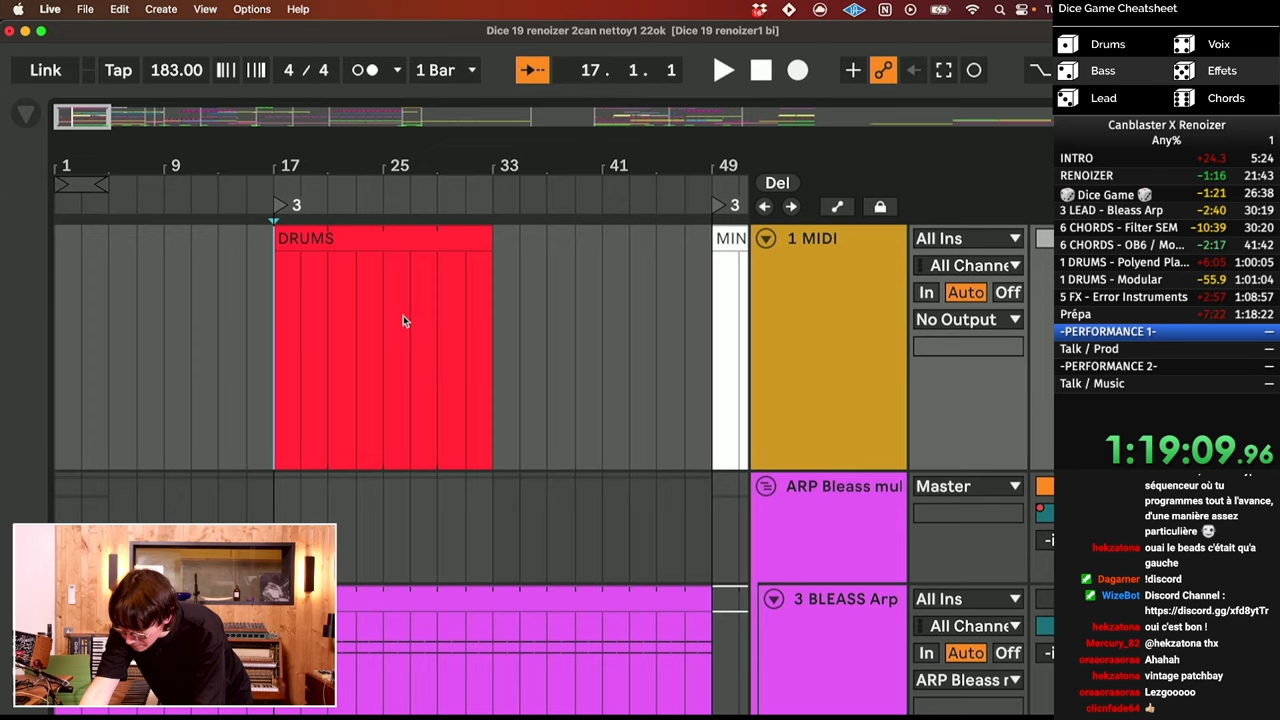 Live File Edit Create View Options Help
Dice 19 renoizer 2can nettoy1 22ok [Dice 19 renoizer1 bi]
Link Tap 183.00 4 / 4 1 Bar 17. 1. 1
1 9 17 25 33 41 49
Del
3 3
DRUMS MIN 1 MIDI All Ins
All Channe
In Auto Off
No Output
ARP Bleass mul Master
3 BLEASS Arp All Ins
All Channe
In Auto Off
ARP Bleass r
Dice Game Cheatsheet
Drums Voix
Bass Effets
Lead Chords
Canblaster X Renoizer
Any% 1
INTRO +24.3 5:24
RENOIZER −1:16 21:43
🎲 Dice Game 🎲 −1:21 26:38
3 LEAD - Bleass Arp −2:40 30:19
6 CHORDS - Filter SEM −10:39 30:20
6 CHORDS - OB6 / Mo... −2:17 41:42
1 DRUMS - Polyend Pla... +6:05 1:00:05
1 DRUMS - Modular −55.9 1:01:04
5 FX - Error Instruments +2:57 1:08:57
Prépa +7:22 1:18:22
-PERFORMANCE 1- —
Talk / Prod —
-PERFORMANCE 2- —
Talk / Music —
1:19:09.96
séquenceur où tu
programmes tout à l'avance,
d'une manière assez
particulière
hekzatona ouai le beads c'était qu'a
gauche
Dagarner !discord
WizeBot Discord Channel :
https://discord.gg/xfd8ytTr
hekzatona oui c'est bon !
Mercury_82 @hekzatona thx
oraaoraaoraa Ahahah
hekzatona vintage patchbay
oraaoraaoraa Lezgooooo
clicnfade64 👍🏼